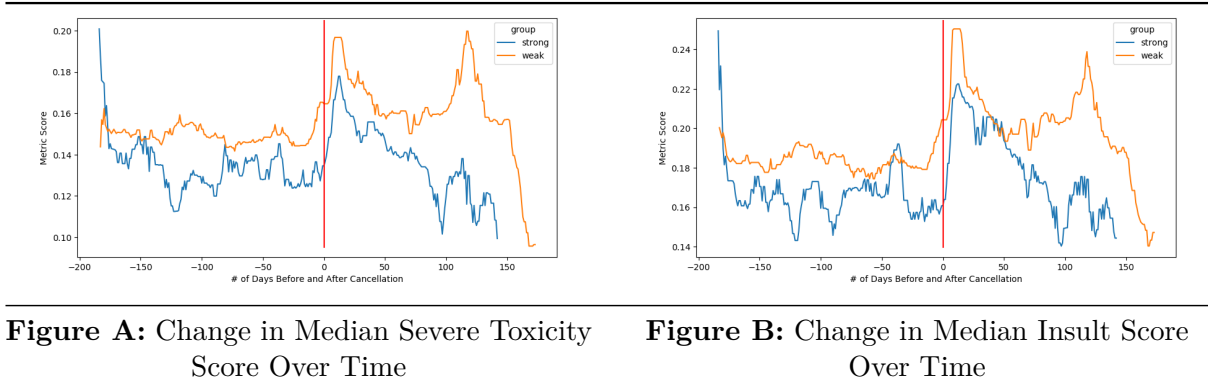 0.20
0.18
0.16
0.14
0.12
0.10
Metric Score
−200
−150
−100
−50
0
50
100
150
# of Days Before and After Cancellation
group
strong
weak
0.24
0.22
0.20
0.18
0.16
0.14
Metric Score
−200
−150
−100
−50
0
50
100
150
# of Days Before and After Cancellation
group
strong
weak
Figure A: Change in Median Severe Toxicity
Score Over Time
Figure B: Change in Median Insult Score
Over Time